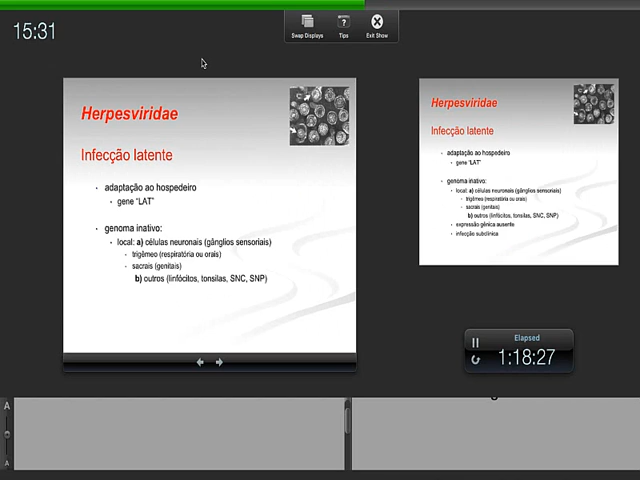 15:31
Swap Displays
Tips
Exit Show
Herpesviridae
Infecção latente
adaptação ao hospedeiro
gene "LAT"
genoma inativo:
local: a) células neuronais (gânglios sensoriais)
trigêmeo (respiratória ou orais)
sacrais (genitais)
b) outros (linfócitos, tonsilas, SNC, SNP)
Herpesviridae
Infecção latente
adaptação ao hospedeiro
gene "LAT"
genoma inativo:
local: a) células neuronais (gânglios sensoriais)
trigêmeo (respiratória ou orais)
sacrais (genitais)
b) outros (linfócitos, tonsilas, SNC, SNP)
expressão gênica ausente
infecção subclínica
Elapsed
1:18:27
A
A